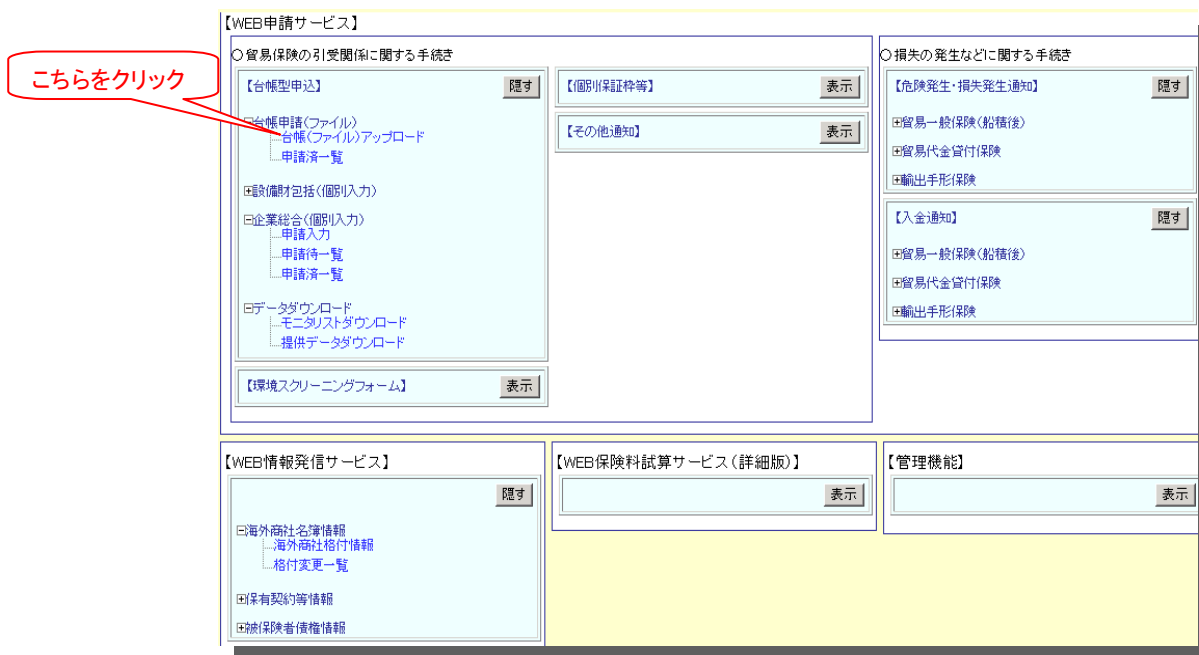 【WEB申請サービス】
こちらをクリック
○貿易保険の引受関係に関する手続き
【台帳型申込】
隠す
台帳申請(ファイル)
台帳(ファイル)アップロード
申請済一覧
設備財包括(個別入力)
企業総合(個別入力)
申請入力
申請待一覧
申請済一覧
データダウンロード
モニタリストダウンロード
提供データダウンロード
【環境スクリーニングフォーム】
表示
【個別保証枠等】
表示
【その他通知】
表示
○損失の発生などに関する手続き
【危険発生・損失発生通知】
隠す
貿易一般保険(船積後)
貿易代金貸付保険
輸出手形保険
【入金通知】
隠す
貿易一般保険(船積後)
貿易代金貸付保険
輸出手形保険
【WEB情報発信サービス】
隠す
海外商社名簿情報
海外商社格付情報
格付変更一覧
保有契約等情報
被保険者債権情報
【WEB保険料試算サービス(詳細版)】
表示
【管理機能】
表示